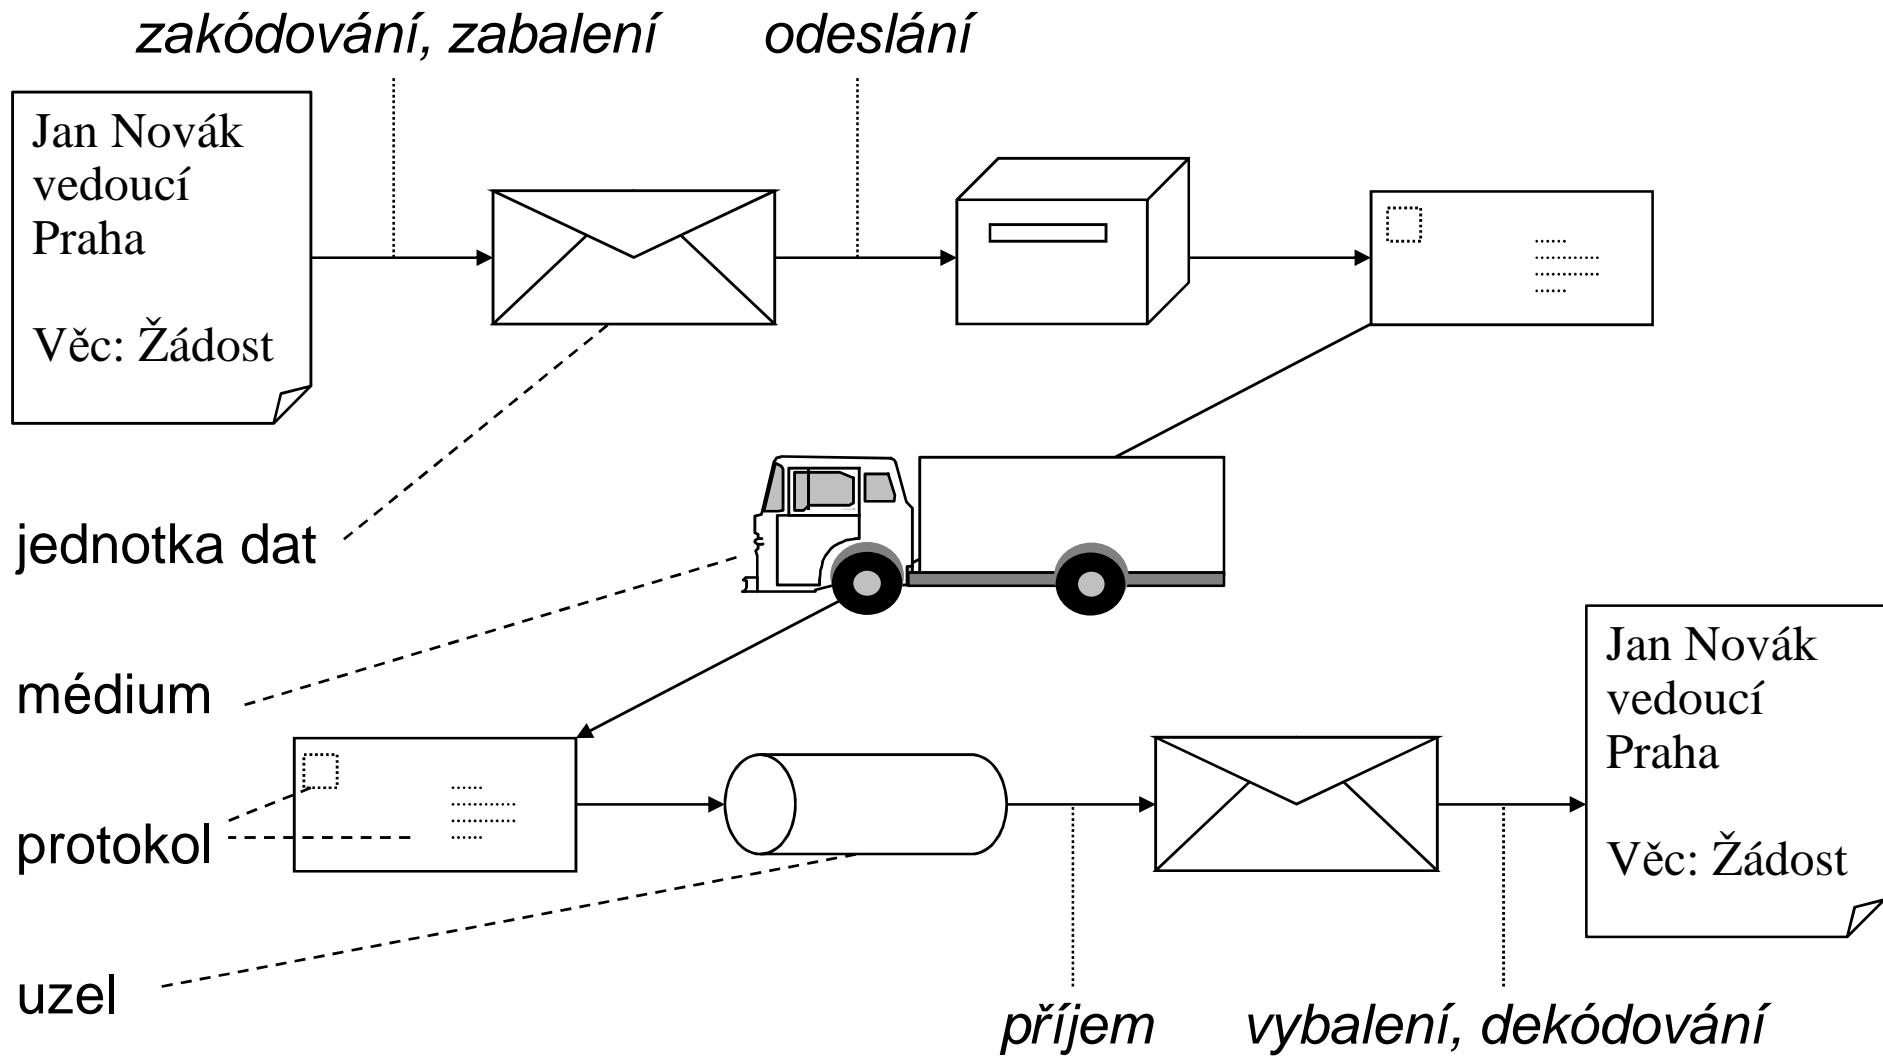 zakódování, zabalení
odeslání
Jan Novák
vedoucí
Praha
Věc: Žádost
jednotka dat
médium
protokol
uzel
Jan Novák
vedoucí
Praha
Věc: Žádost
příjem
vybalení, dekódování